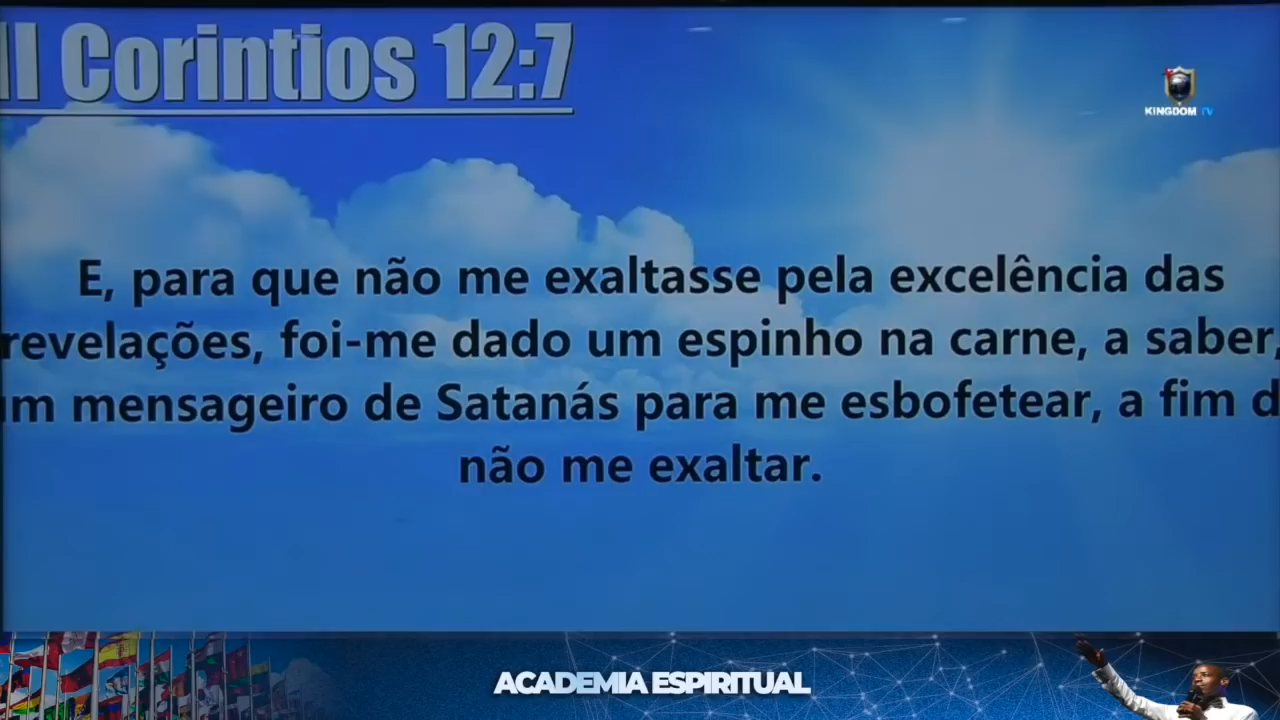 II Corintios 12:7
KINGDOM TV
E, para que não me exaltasse pela excelência das
revelações, foi-me dado um espinho na carne, a saber,
um mensageiro de Satanás para me esbofetear, a fim d
não me exaltar.
ACADEMIA ESPIRITUAL